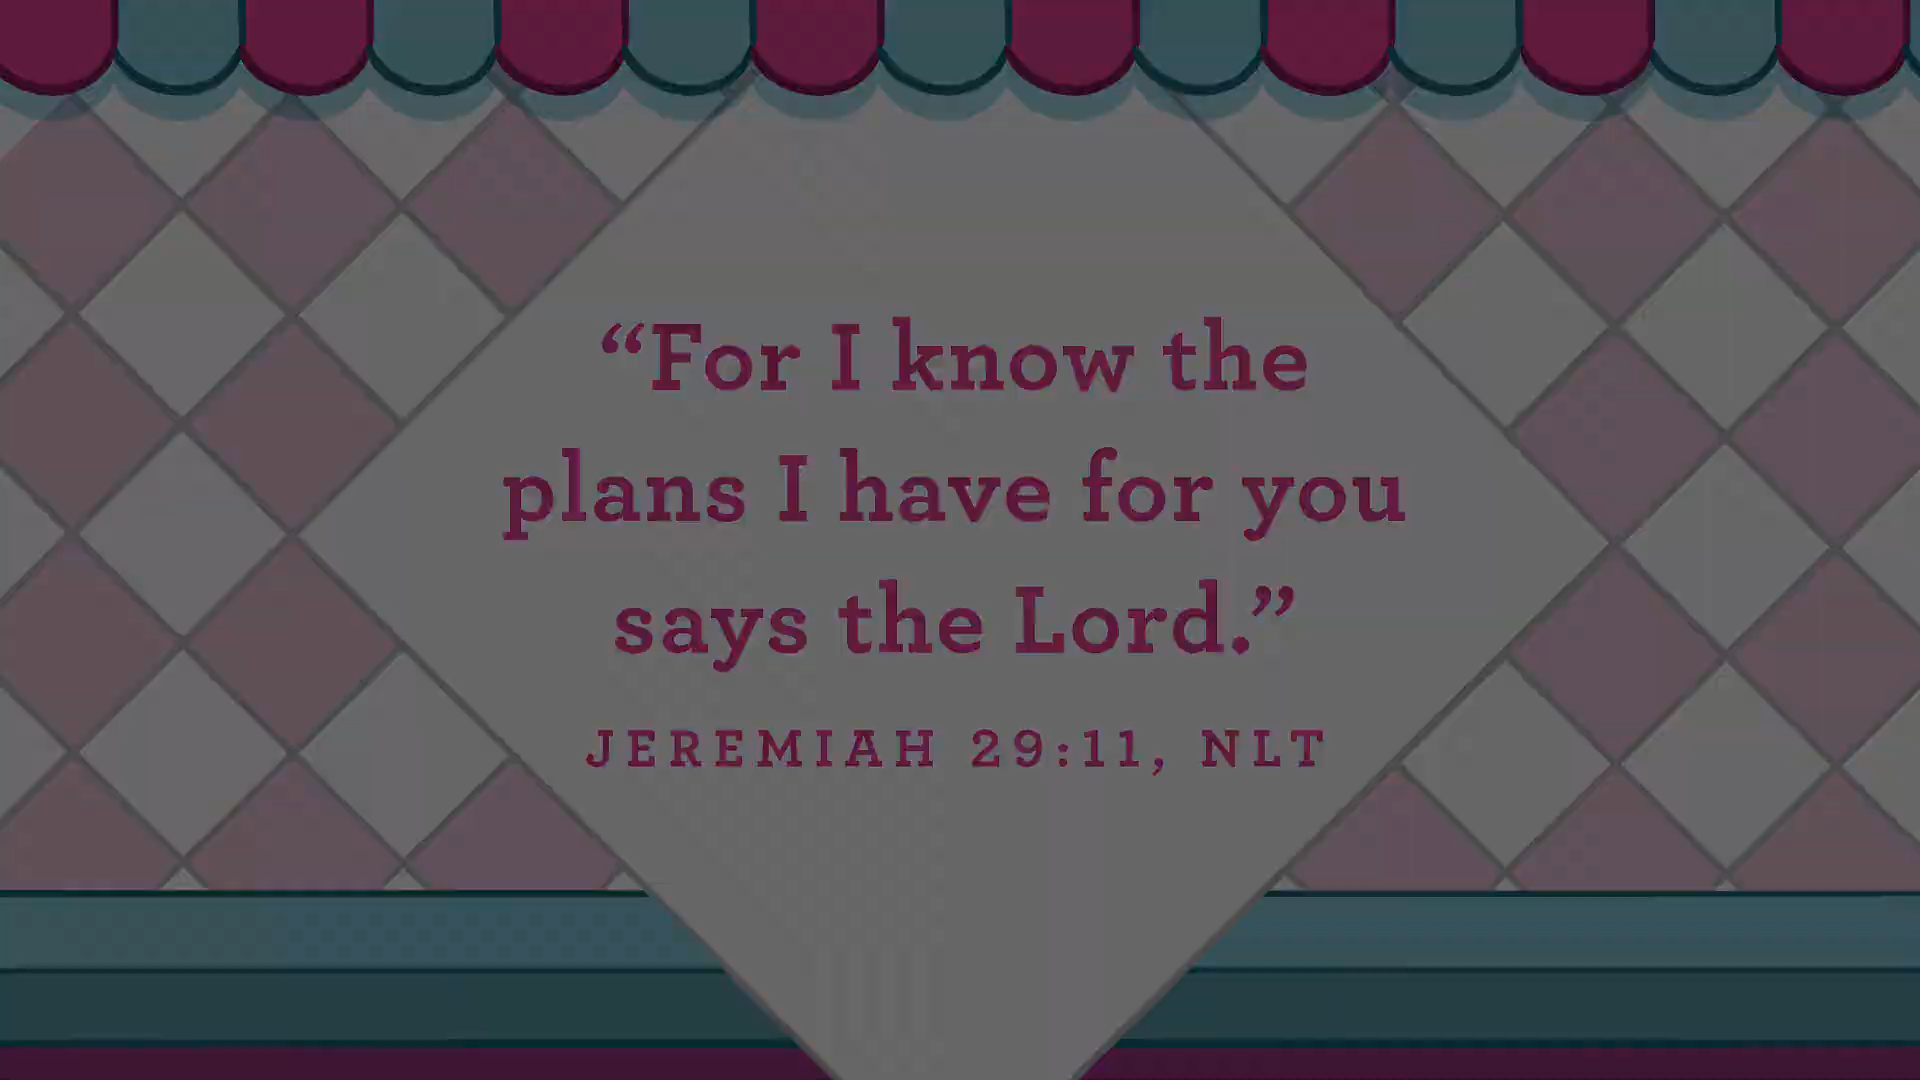 “For I know the
plans I have for you
says the Lord.”
JEREMIAH 29:11, NLT